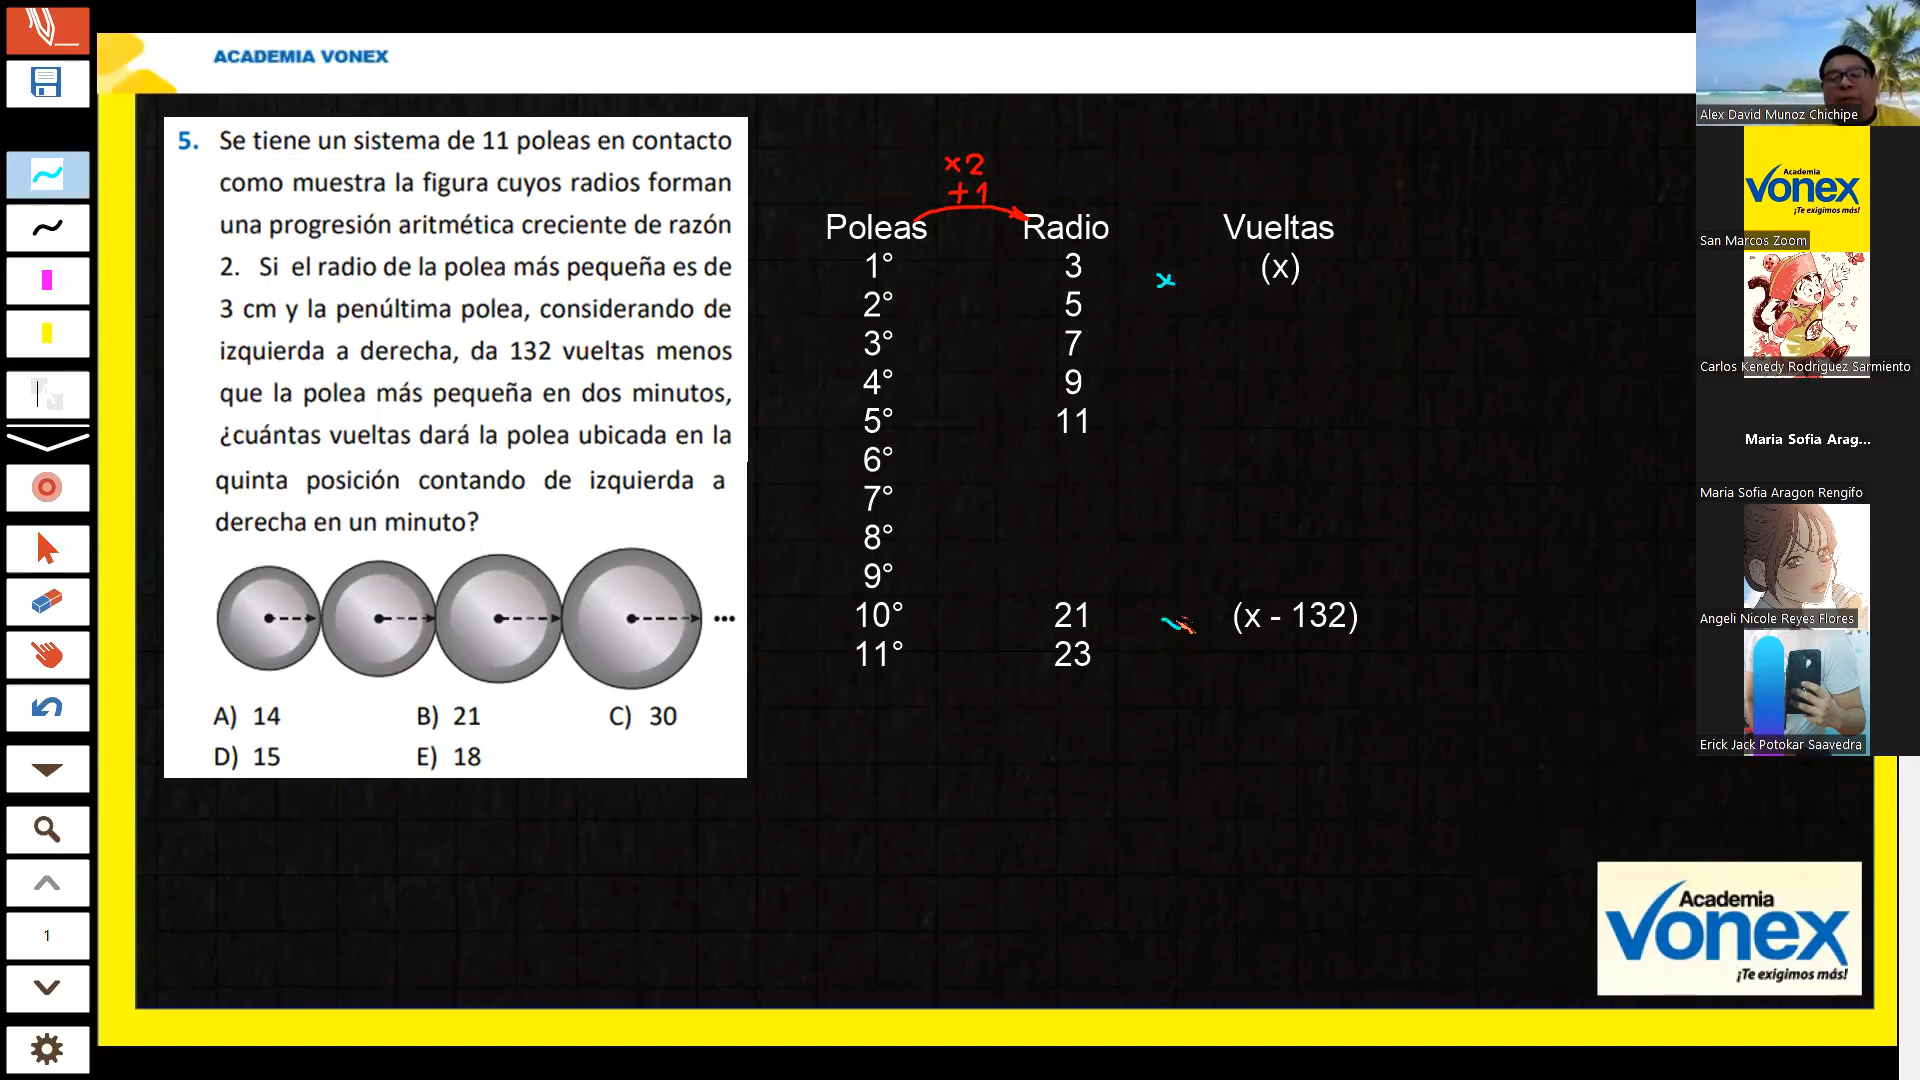 ACADEMIA VONEX
5. Se tiene un sistema de 11 poleas en contacto
como muestra la figura cuyos radios forman
una progresión aritmética creciente de razón
2. Si el radio de la polea más pequeña es de
3 cm y la penúltima polea, considerando de
izquierda a derecha, da 132 vueltas menos
que la polea más pequeña en dos minutos,
¿cuántas vueltas dará la polea ubicada en la
quinta posición contando de izquierda a
derecha en un minuto?
...
A) 14 B) 21 C) 30
D) 15 E) 18
×2
+1
Poleas Radio Vueltas
1° 3 x (x)
2° 5
3° 7
4° 9
5° 11
6°
7°
8°
9°
10° 21 (x - 132)
11° 23
Academia
Vonex
¡Te exigimos más!
Alex David Munoz Chichipe
Academia
Vonex
¡Te exigimos más!
San Marcos Zoom
Carlos Kenedy Rodriguez Sarmiento
Maria Sofia Arag...
Maria Sofia Aragon Rengifo
Angeli Nicole Reyes Flores
Erick Jack Potokar Saavedra
1